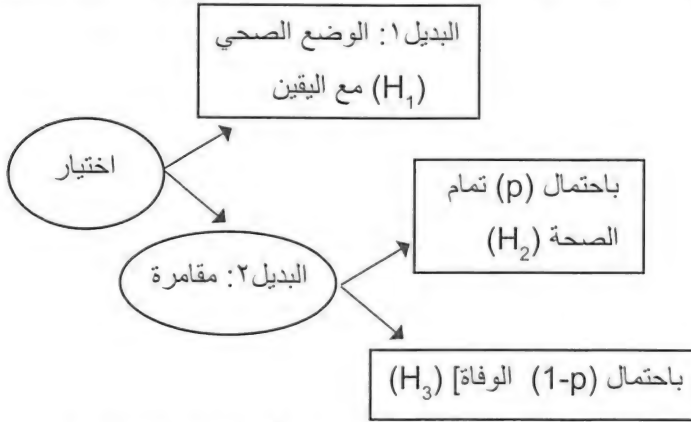 البديل١: الوضع الصحي
(H₁) مع اليقين
اختيار
باحتمال (p) تمام
الصحة (H₂)
البديل٢: مقامرة
باحتمال (1-p) الوفاة] (H₃)